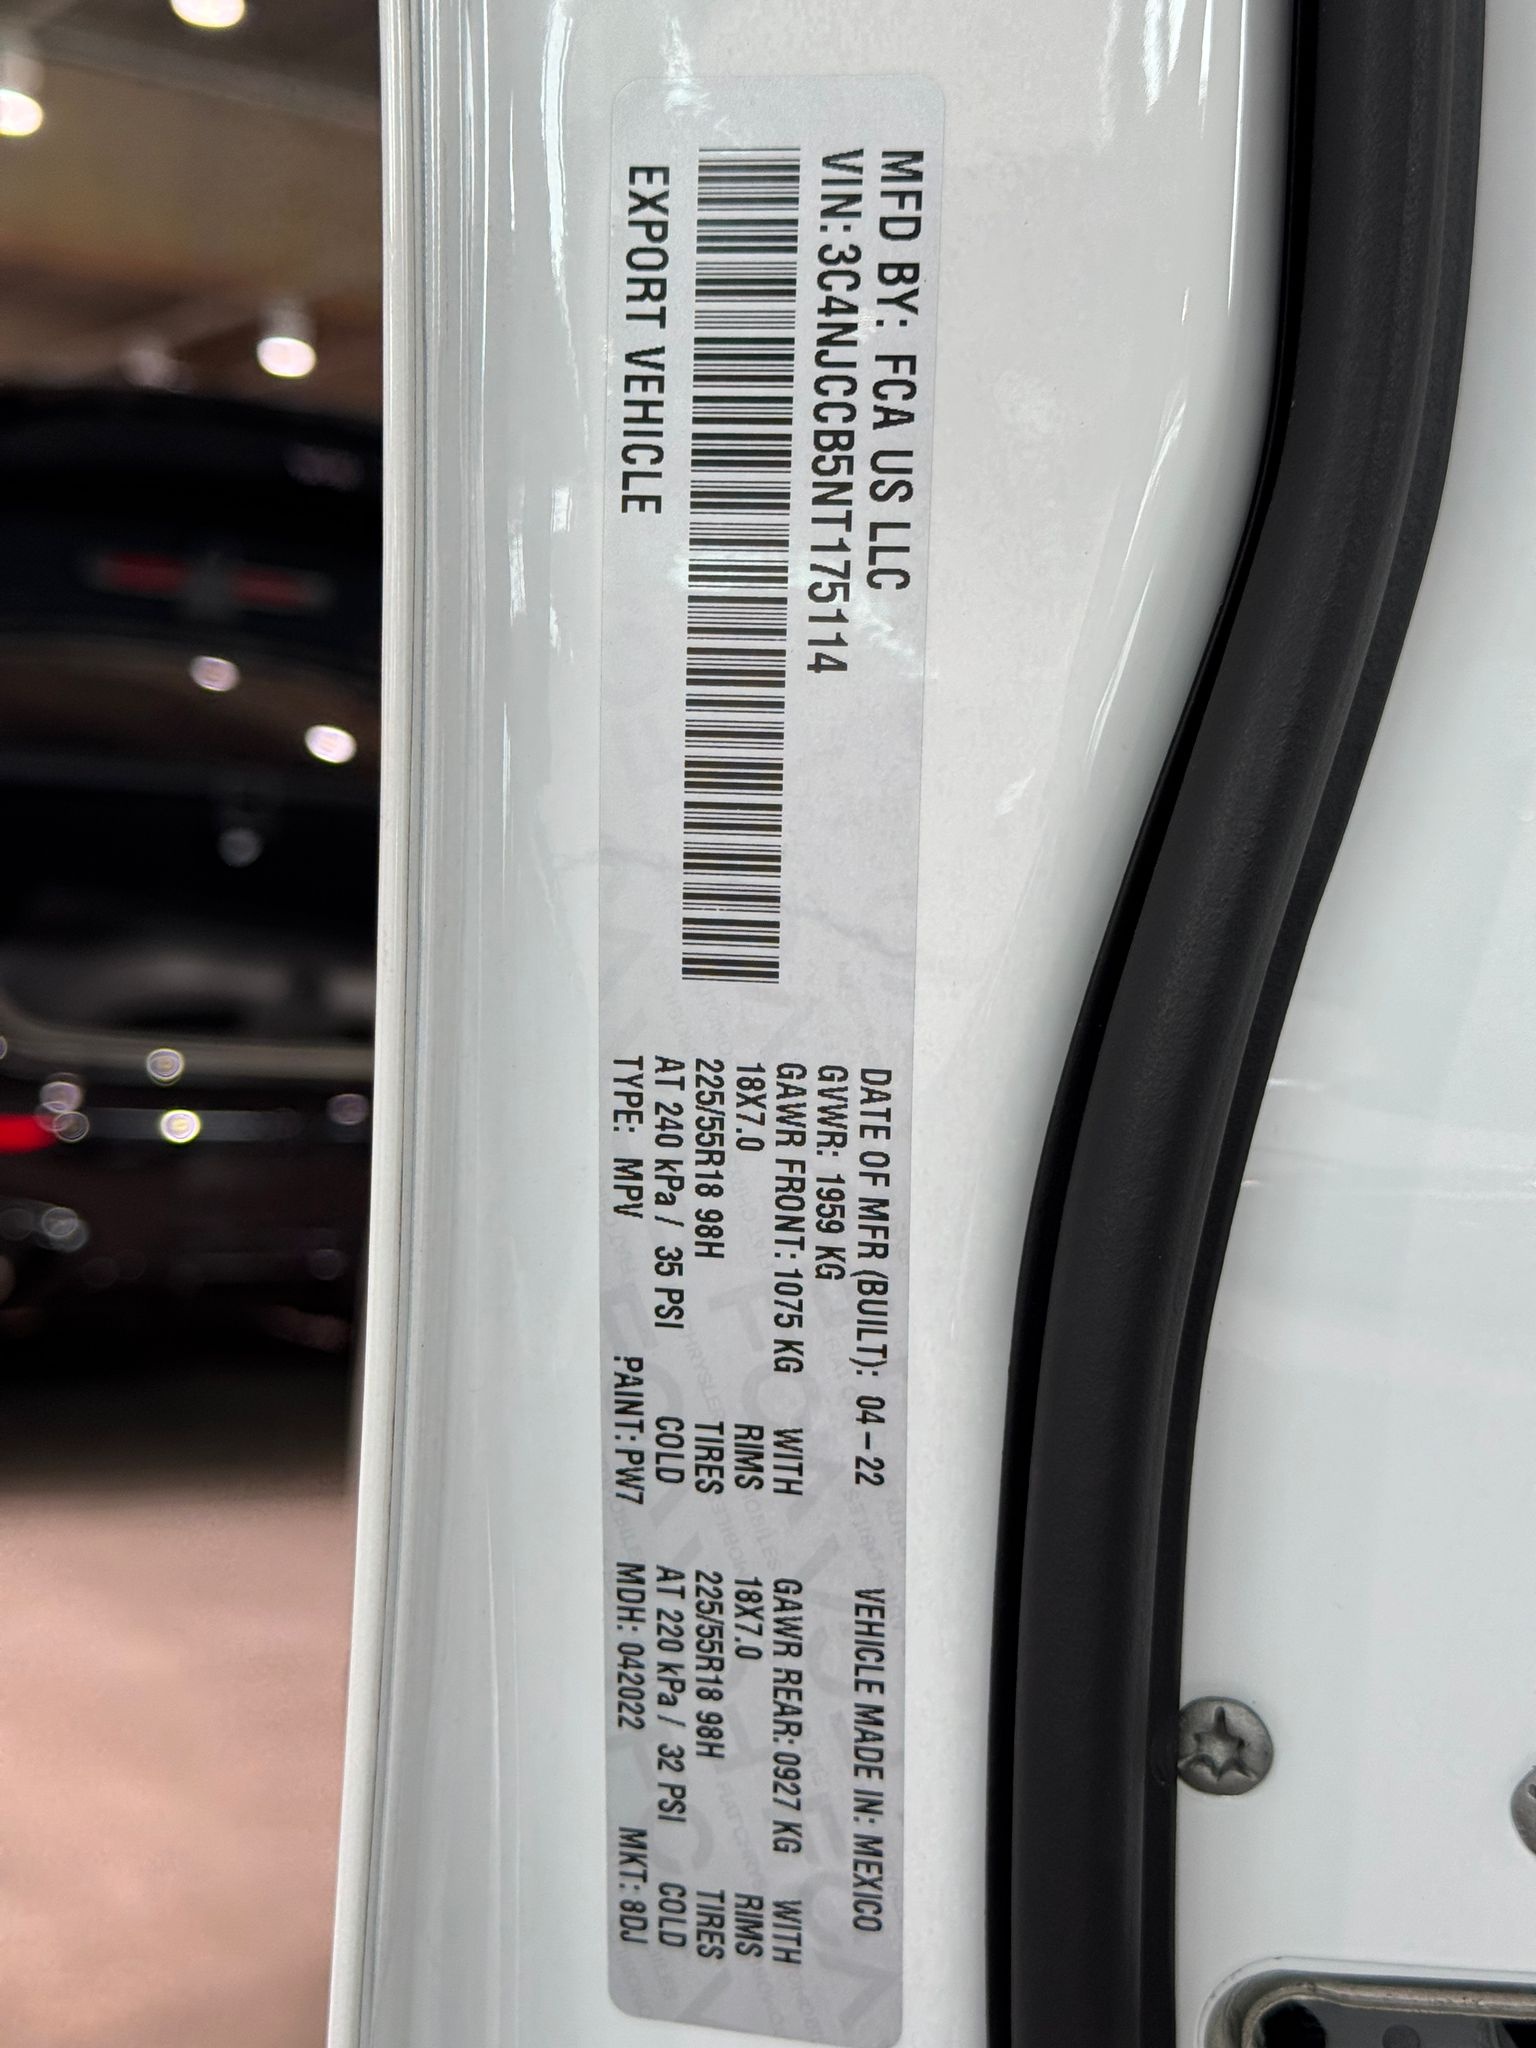 MFD BY: FCA US LLC
VIN: 3C4NJCCB5NT175114
EXPORT VEHICLE
DATE OF MFR (BUILT): 04-22 VEHICLE MADE IN: MEXICO
GVWR: 1959 KG
GAWR FRONT: 1075 KG WITH GAWR REAR: 0927 KG WITH
18X7.0 RIMS 18X7.0 RIMS
225/55R18 98H TIRES 225/55R18 98H TIRES
AT 240 kPa / 35 PSI COLD AT 220 kPa / 32 PSI COLD
TYPE: MPV PAINT: PW7 MDH: 042022 MKT: 8DJ